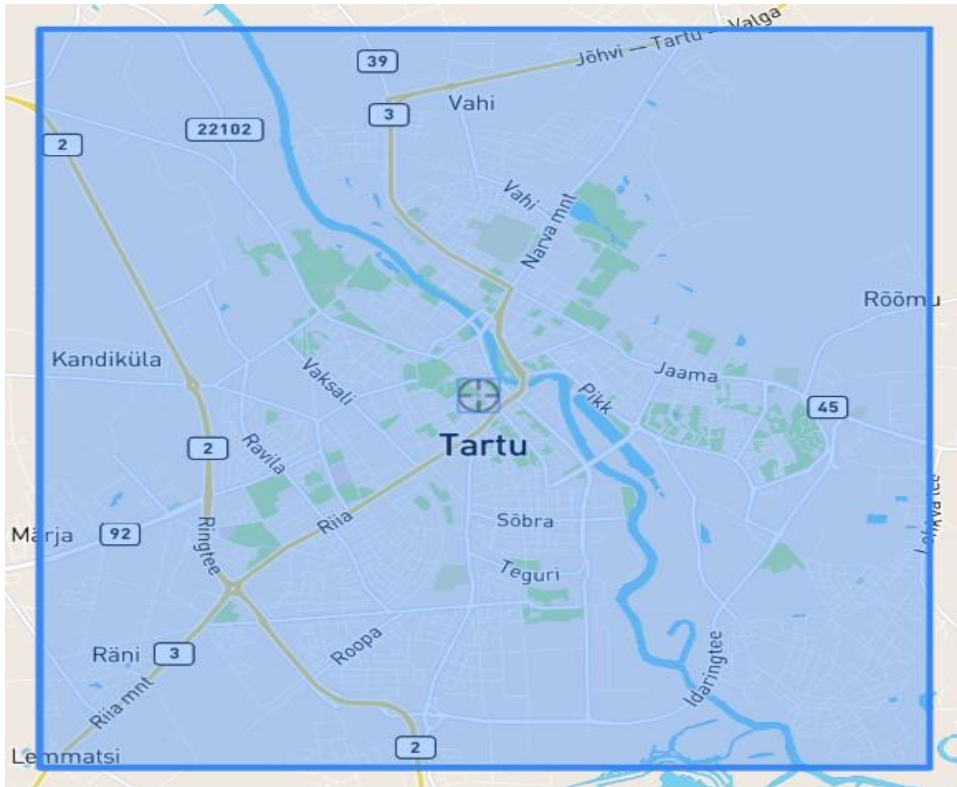 Jõhvi — Tartu — Valga
39
Vahi
3
22102
2
Vahi
Narva mnt
Rõõmu
Kandiküla
Vaksali
Jaama
Pikk
45
Tartu
2
Ravila
Märja
92
Ringtee
Riia
Sõbra
Teguri
Räni
3
Roopa
Idaringtee
Riia mnt
2
Lemmatsi